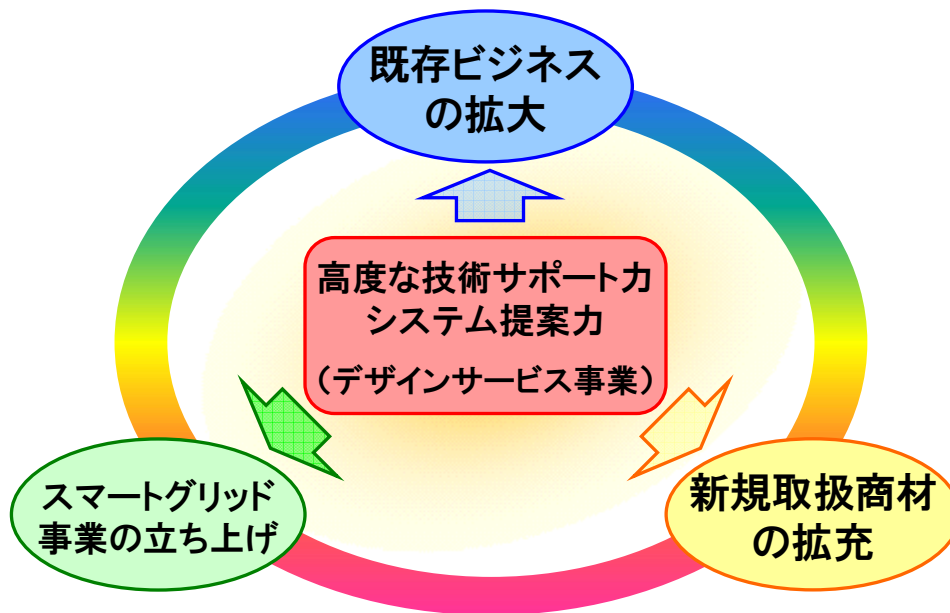 既存ビジネス
の拡大
高度な技術サポート力
システム提案力
（デザインサービス事業）
スマートグリッド
事業の立ち上げ
新規取扱商材
の拡充